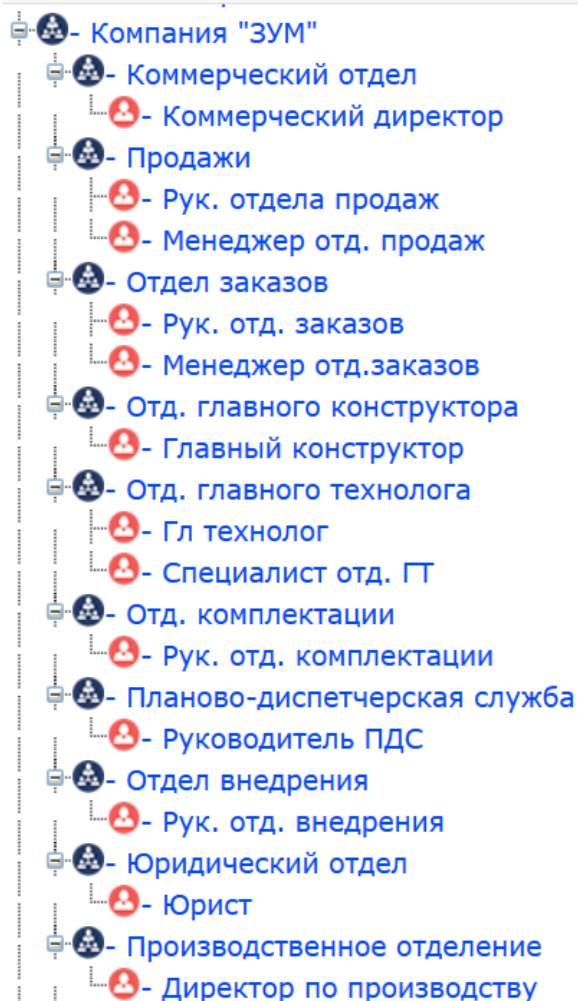 - Компания "ЗУМ"
- Коммерческий отдел
- Коммерческий директор
- Продажи
- Рук. отдела продаж
- Менеджер отд. продаж
- Отдел заказов
- Рук. отд. заказов
- Менеджер отд.заказов
- Отд. главного конструктора
- Главный конструктор
- Отд. главного технолога
- Гл технолог
- Специалист отд. ГТ
- Отд. комплектации
- Рук. отд. комплектации
- Планово-диспетчерская служба
- Руководитель ПДС
- Отдел внедрения
- Рук. отд. внедрения
- Юридический отдел
- Юрист
- Производственное отделение
- Директор по производству